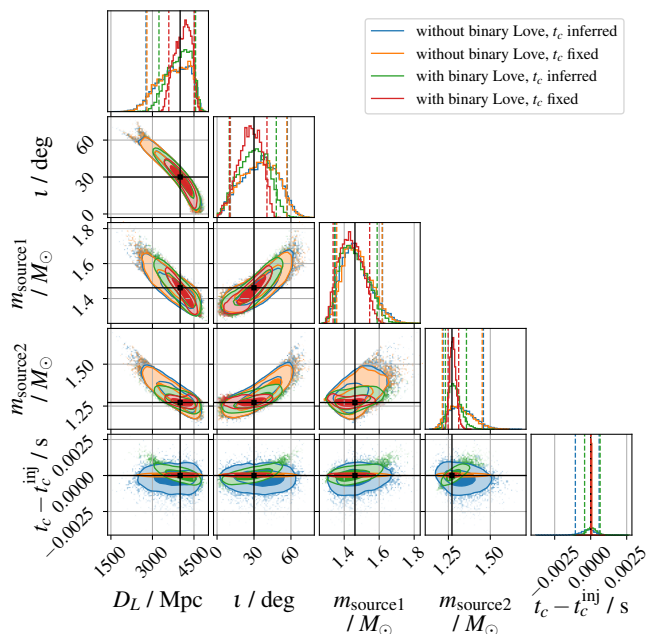 without binary Love, t_c inferred
without binary Love, t_c fixed
with binary Love, t_c inferred
with binary Love, t_c fixed
ι / deg
60
30
0
m_source1
/ M_⊙
1.8
1.6
1.4
m_source2
/ M_⊙
1.50
1.25
t_c − t_c^inj / s
0.0025
0.0000
−0.0025
1500
3000
4500
0
30
60
1.4
1.6
1.8
1.25
1.50
−0.0025
0.0000
0.0025
D_L / Mpc
ι / deg
m_source1
/ M_⊙
m_source2
/ M_⊙
t_c − t_c^inj / s